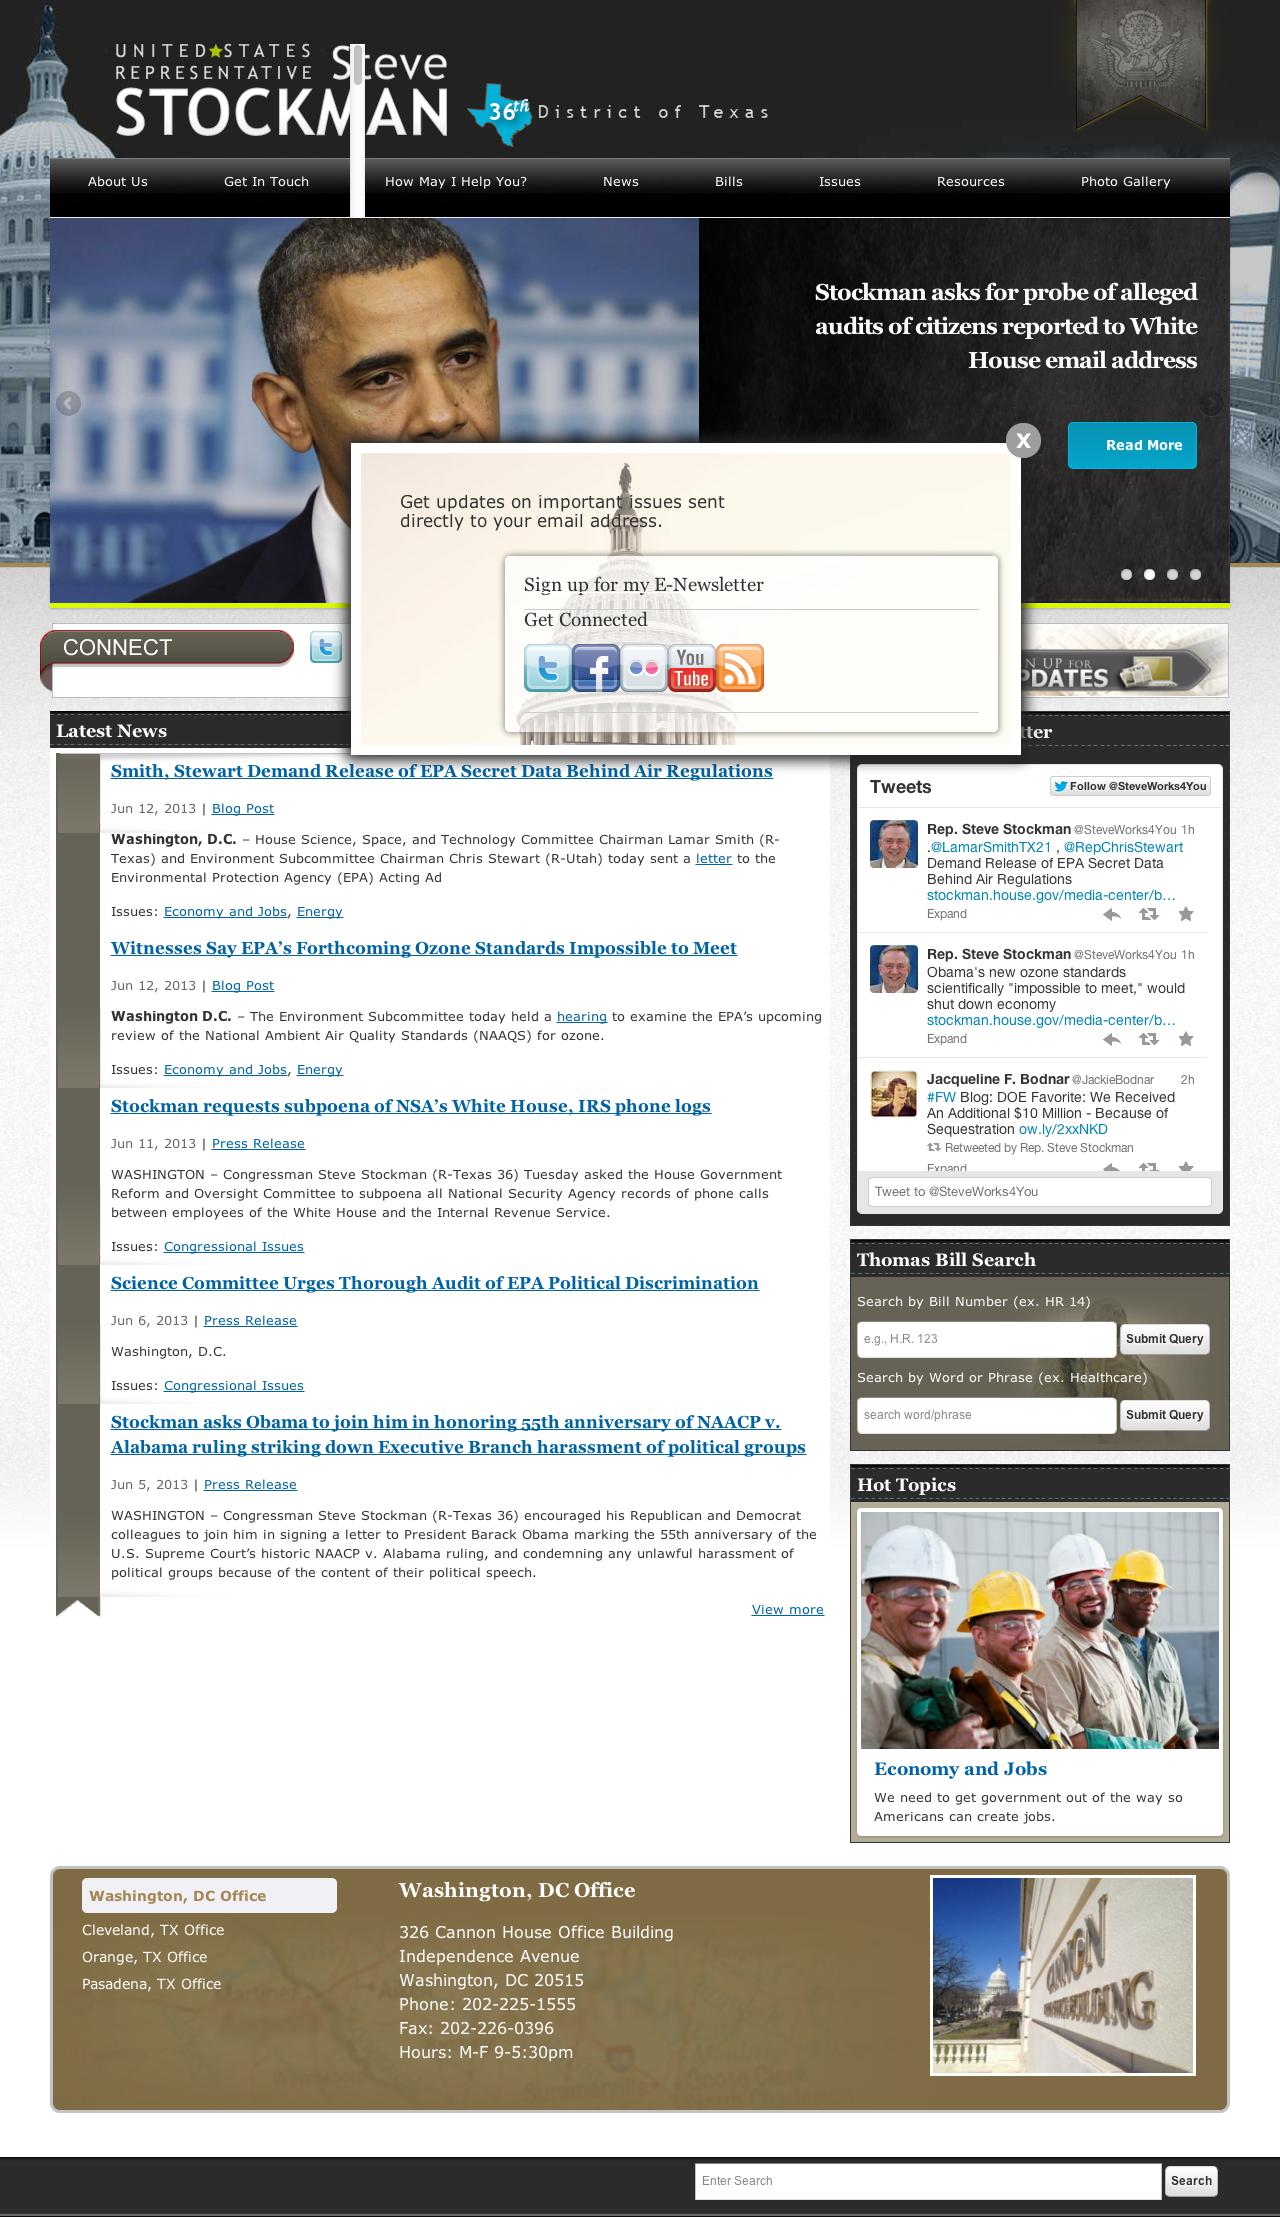 UNITED★STATES
REPRESENTATIVE
Steve
STOCKMAN
36th District of Texas
About Us
Get In Touch
How May I Help You?
News
Bills
Issues
Resources
Photo Gallery
Stockman asks for probe of alleged
audits of citizens reported to White
House email address
Read More
X
Get updates on important issues sent
directly to your email address.
Sign up for my E-Newsletter
Get Connected
You
Tube
CONNECT
N UP FOR
PDATES
Latest News
Smith, Stewart Demand Release of EPA Secret Data Behind Air Regulations
Jun 12, 2013 | Blog Post
Washington, D.C. – House Science, Space, and Technology Committee Chairman Lamar Smith (R-
Texas) and Environment Subcommittee Chairman Chris Stewart (R-Utah) today sent a letter to the
Environmental Protection Agency (EPA) Acting Ad
Issues: Economy and Jobs, Energy
Witnesses Say EPA’s Forthcoming Ozone Standards Impossible to Meet
Jun 12, 2013 | Blog Post
Washington D.C. – The Environment Subcommittee today held a hearing to examine the EPA’s upcoming
review of the National Ambient Air Quality Standards (NAAQS) for ozone.
Issues: Economy and Jobs, Energy
Stockman requests subpoena of NSA’s White House, IRS phone logs
Jun 11, 2013 | Press Release
WASHINGTON – Congressman Steve Stockman (R-Texas 36) Tuesday asked the House Government
Reform and Oversight Committee to subpoena all National Security Agency records of phone calls
between employees of the White House and the Internal Revenue Service.
Issues: Congressional Issues
Science Committee Urges Thorough Audit of EPA Political Discrimination
Jun 6, 2013 | Press Release
Washington, D.C.
Issues: Congressional Issues
Stockman asks Obama to join him in honoring 55th anniversary of NAACP v.
Alabama ruling striking down Executive Branch harassment of political groups
Jun 5, 2013 | Press Release
WASHINGTON – Congressman Steve Stockman (R-Texas 36) encouraged his Republican and Democrat
colleagues to join him in signing a letter to President Barack Obama marking the 55th anniversary of the
U.S. Supreme Court’s historic NAACP v. Alabama ruling, and condemning any unlawful harassment of
political groups because of the content of their political speech.
View more
tter
Tweets
Follow @SteveWorks4You
Rep. Steve Stockman @SteveWorks4You 1h
.@LamarSmithTX21 , @RepChrisStewart
Demand Release of EPA Secret Data
Behind Air Regulations
stockman.house.gov/media-center/b…
Expand
Rep. Steve Stockman @SteveWorks4You 1h
Obama's new ozone standards
scientifically "impossible to meet," would
shut down economy
stockman.house.gov/media-center/b…
Expand
Jacqueline F. Bodnar @JackieBodnar 2h
#FW Blog: DOE Favorite: We Received
An Additional $10 Million - Because of
Sequestration ow.ly/2xxNKD
Retweeted by Rep. Steve Stockman
Expand
Tweet to @SteveWorks4You
Thomas Bill Search
Search by Bill Number (ex. HR 14)
e.g., H.R. 123
Submit Query
Search by Word or Phrase (ex. Healthcare)
search word/phrase
Submit Query
Hot Topics
Economy and Jobs
We need to get government out of the way so
Americans can create jobs.
Washington, DC Office
Cleveland, TX Office
Orange, TX Office
Pasadena, TX Office
Washington, DC Office
326 Cannon House Office Building
Independence Avenue
Washington, DC 20515
Phone: 202-225-1555
Fax: 202-226-0396
Hours: M-F 9-5:30pm
Enter Search
Search